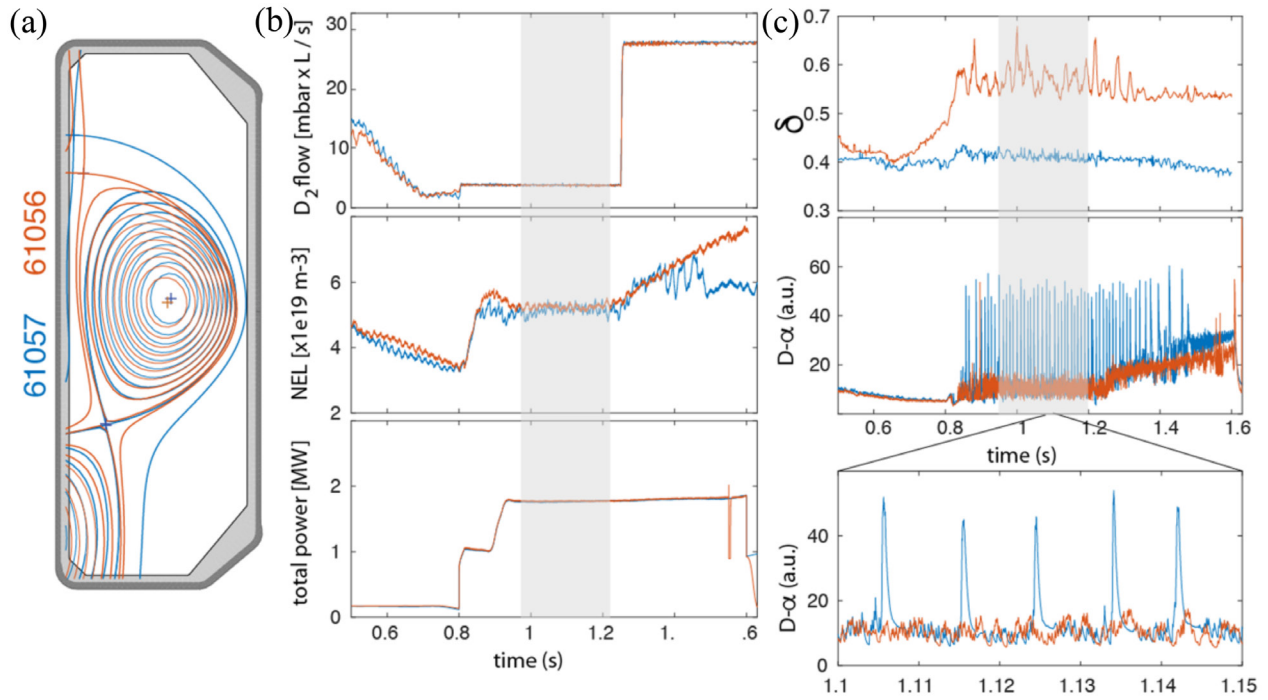 (a)
61057 61056
(b)
D2 flow [mbar x L / s]
30
20
10
0
NEL [x1e19 m-3]
6
4
2
total power [MW]
3
2
1
0
0.6 0.8 1 1.2 1. .6
time (s)
(c)
δ
0.7
0.6
0.5
0.4
0.3
D-α (a.u.)
60
40
20
0
0.6 0.8 1 1.2 1.4 1.6
time (s)
D-α (a.u.)
40
20
0
1.1 1.11 1.12 1.13 1.14 1.15